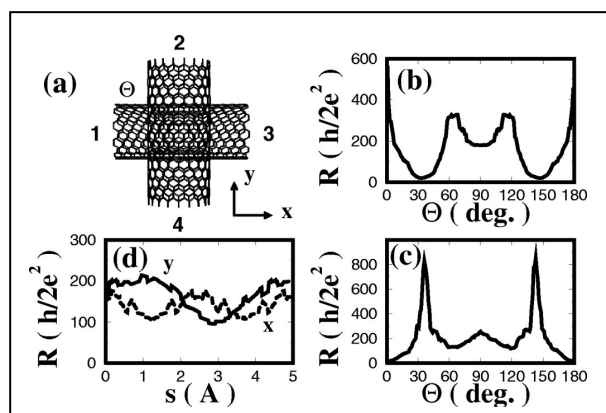 (a)
2
Θ
1
3
4
y
x
(b)
R ( h/2e²)
600
400
200
0
0 30 60 90 120 150 180
Θ ( deg. )
(d)
R ( h/2e²)
300
200
100
0
y
x
0 1 2 3 4 5
s ( A )
(c)
R ( h/2e²)
800
600
400
200
0
0 30 60 90 120 150 180
Θ ( deg. )